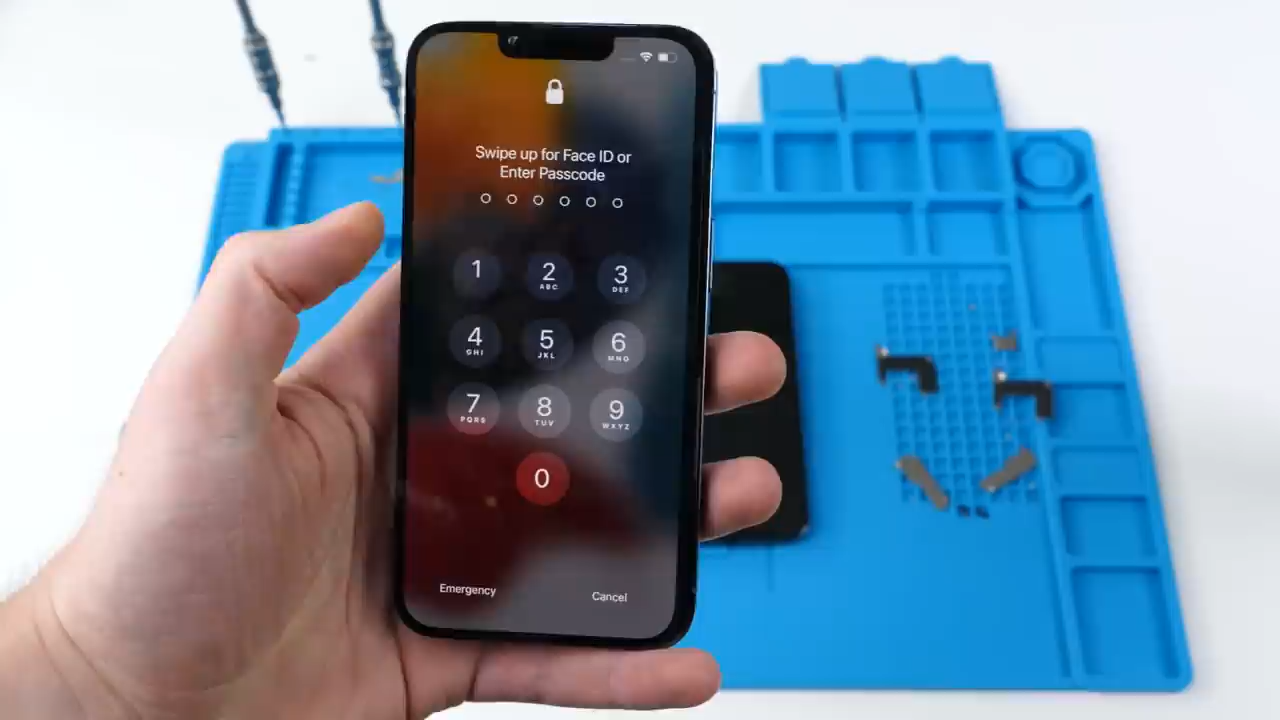 Swipe up for Face ID or
Enter Passcode
1
2
ABC
3
DEF
4
GHI
5
JKL
6
MNO
7
PQRS
8
TUV
9
WXYZ
0
Emergency
Cancel